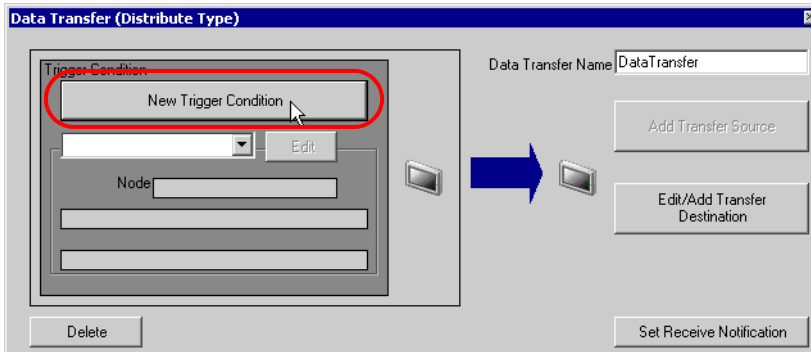 Data Transfer (Distribute Type)
Trigger Condition
New Trigger Condition
Edit
Node
Data Transfer Name DataTransfer
Add Transfer Source
Edit/Add Transfer
Destination
Delete
Set Receive Notification